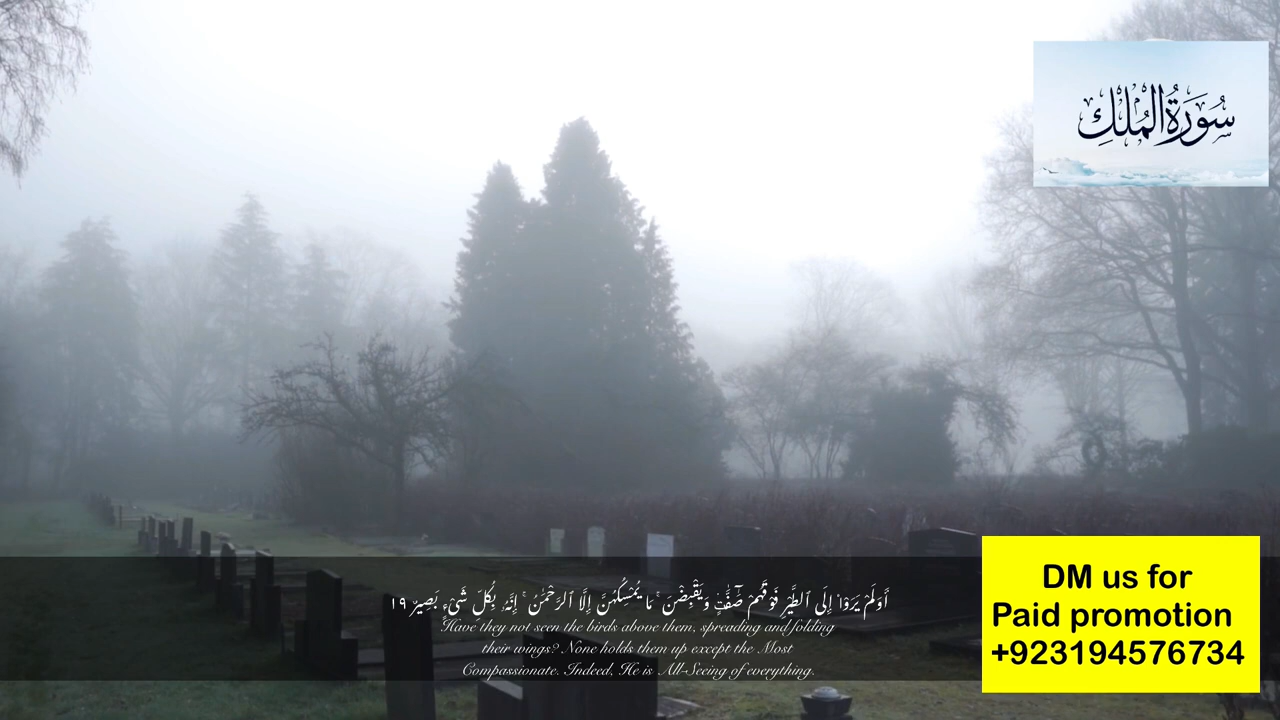 سُورَةُ المُلْكِ
أَوَلَمْ يَرَوْا۟ إِلَى ٱلطَّيْرِ فَوْقَهُمْ صَٰٓفَّٰتٍ وَيَقْبِضْنَ ۚ مَا يُمْسِكُهُنَّ إِلَّا ٱلرَّحْمَٰنُ ۚ إِنَّهُۥ بِكُلِّ شَىْءٍۭ بَصِيرٌ ١٩
Have they not seen the birds above them, spreading and folding
their wings? None holds them up except the Most
Compassionate. Indeed, He is All-Seeing of everything.
DM us for
Paid promotion
+923194576734